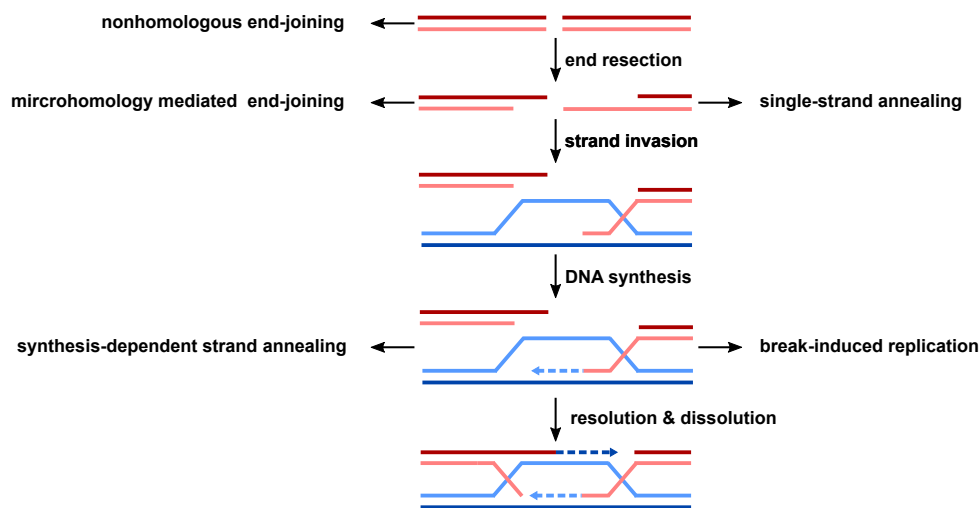 nonhomologous end-joining
end resection
mircrohomology mediated end-joining
single-strand annealing
strand invasion
DNA synthesis
synthesis-dependent strand annealing
break-induced replication
resolution & dissolution